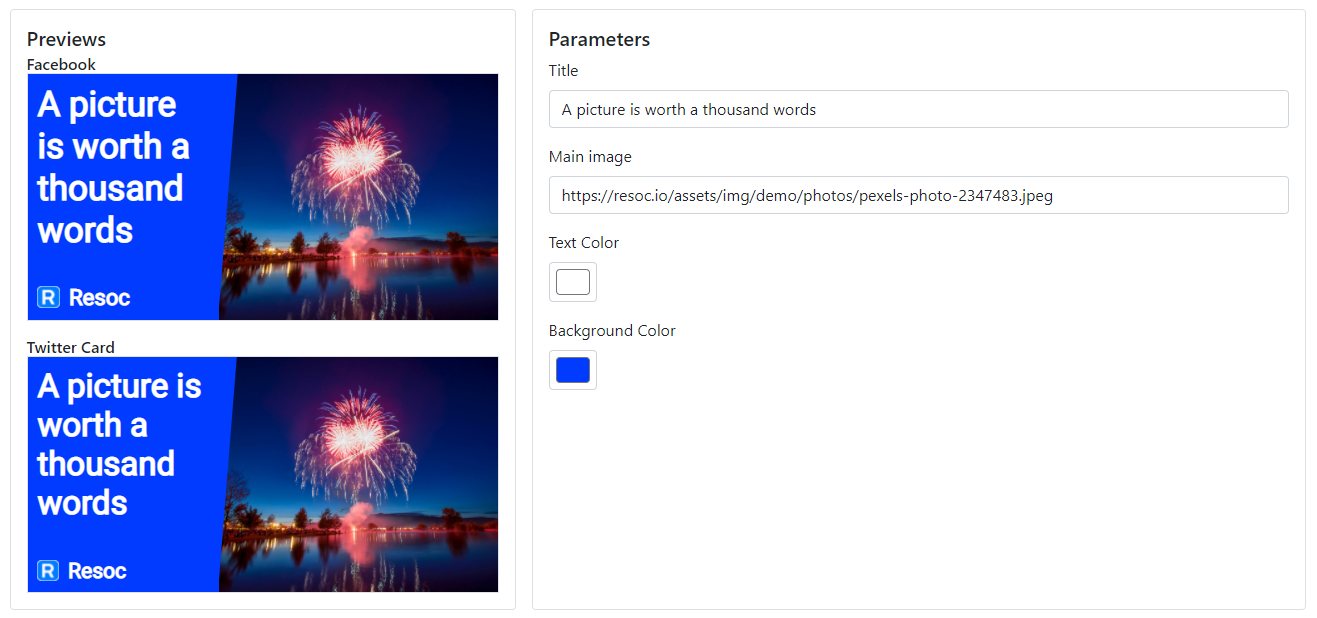 Previews
Facebook
A picture
is worth a
thousand
words
R Resoc
Twitter Card
A picture is
worth a
thousand
words
R Resoc
Parameters
Title
A picture is worth a thousand words
Main image
https://resoc.io/assets/img/demo/photos/pexels-photo-2347483.jpeg
Text Color
Background Color